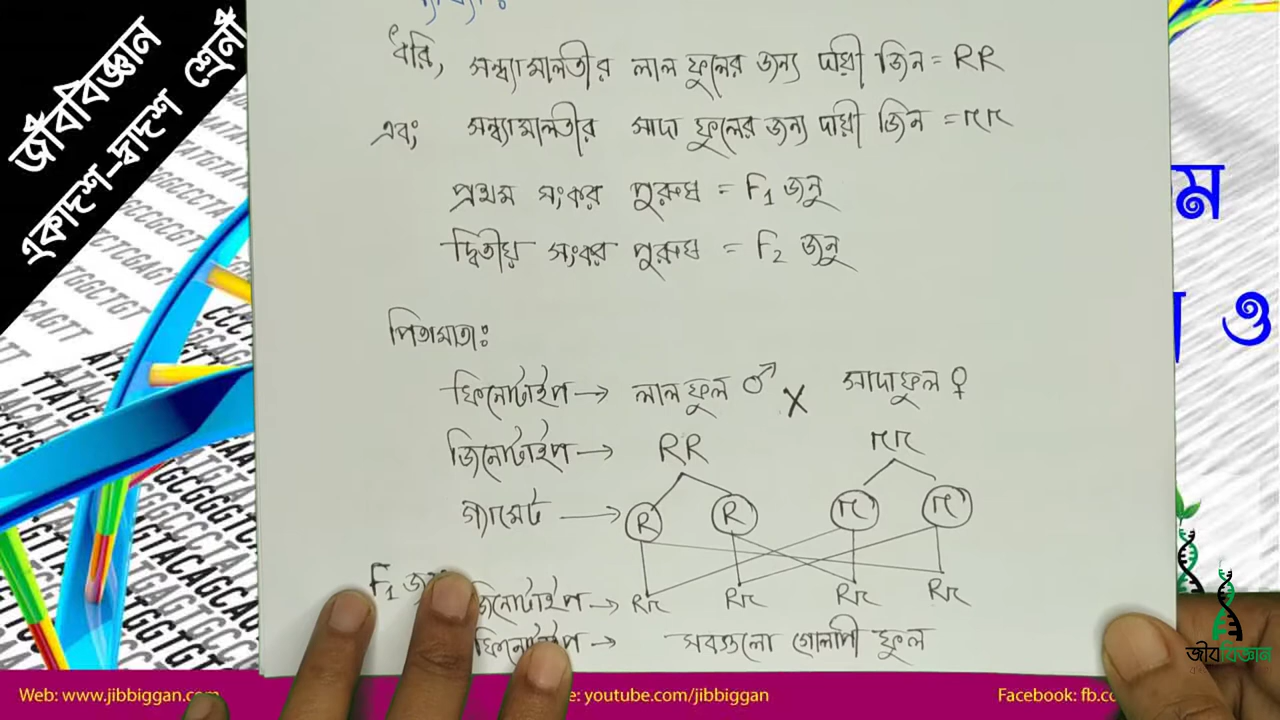 জীববিজ্ঞান
একাদশ-দ্বাদশ শ্রেনী
ধরি, সন্ধ্যামালতীর লাল ফুলের জন্য দায়ী জিন = RR
এবং সন্ধ্যামালতীর সাদা ফুলের জন্য দায়ী জিন = rr
প্রথম সংকর পুরুষ = F₁ জনু
দ্বিতীয় সংকর পুরুষ = F₂ জনু
পিতামাতাঃ
ফিনোটাইপ → লাল ফুল ♂ × সাদা ফুল ♀
জিনোটাইপ → RR rr
গ্যামেট → R R r r
F₁ জনু
জিনোটাইপ → Rr Rr Rr Rr
ফিনোটাইপ → সবগুলো গোলাপী ফুল
ম
ও
জীববিজ্ঞান
Web: www.jibbiggan.com
e: youtube.com/jibbiggan
Facebook: fb.co